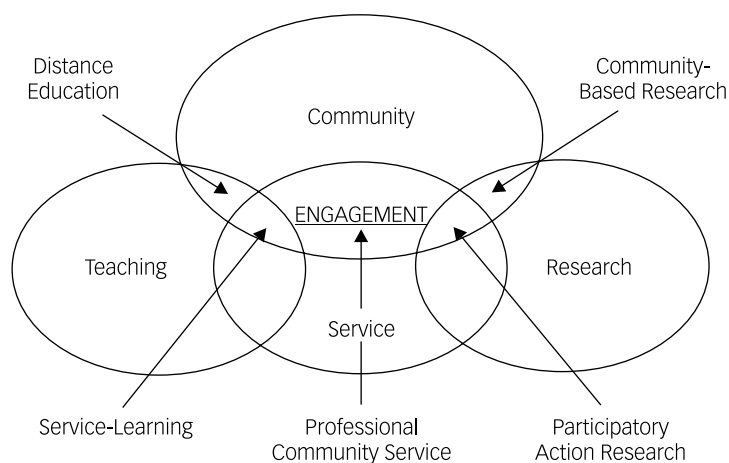 Distance
Education
Community-
Based Research
Community
ENGAGEMENT
Teaching
Research
Service
Service-Learning
Professional
Community Service
Participatory
Action Research